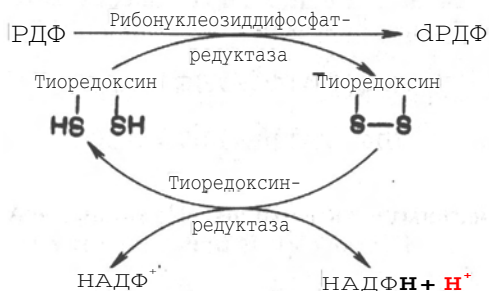 РДФ Рибонуклеозиддифосфат- dРДФ
редуктаза
Тиоредоксин Тиоредоксин
HS SH S—S
Тиоредоксин-
редуктаза
НАДФ⁺ НАДФН + Н⁺